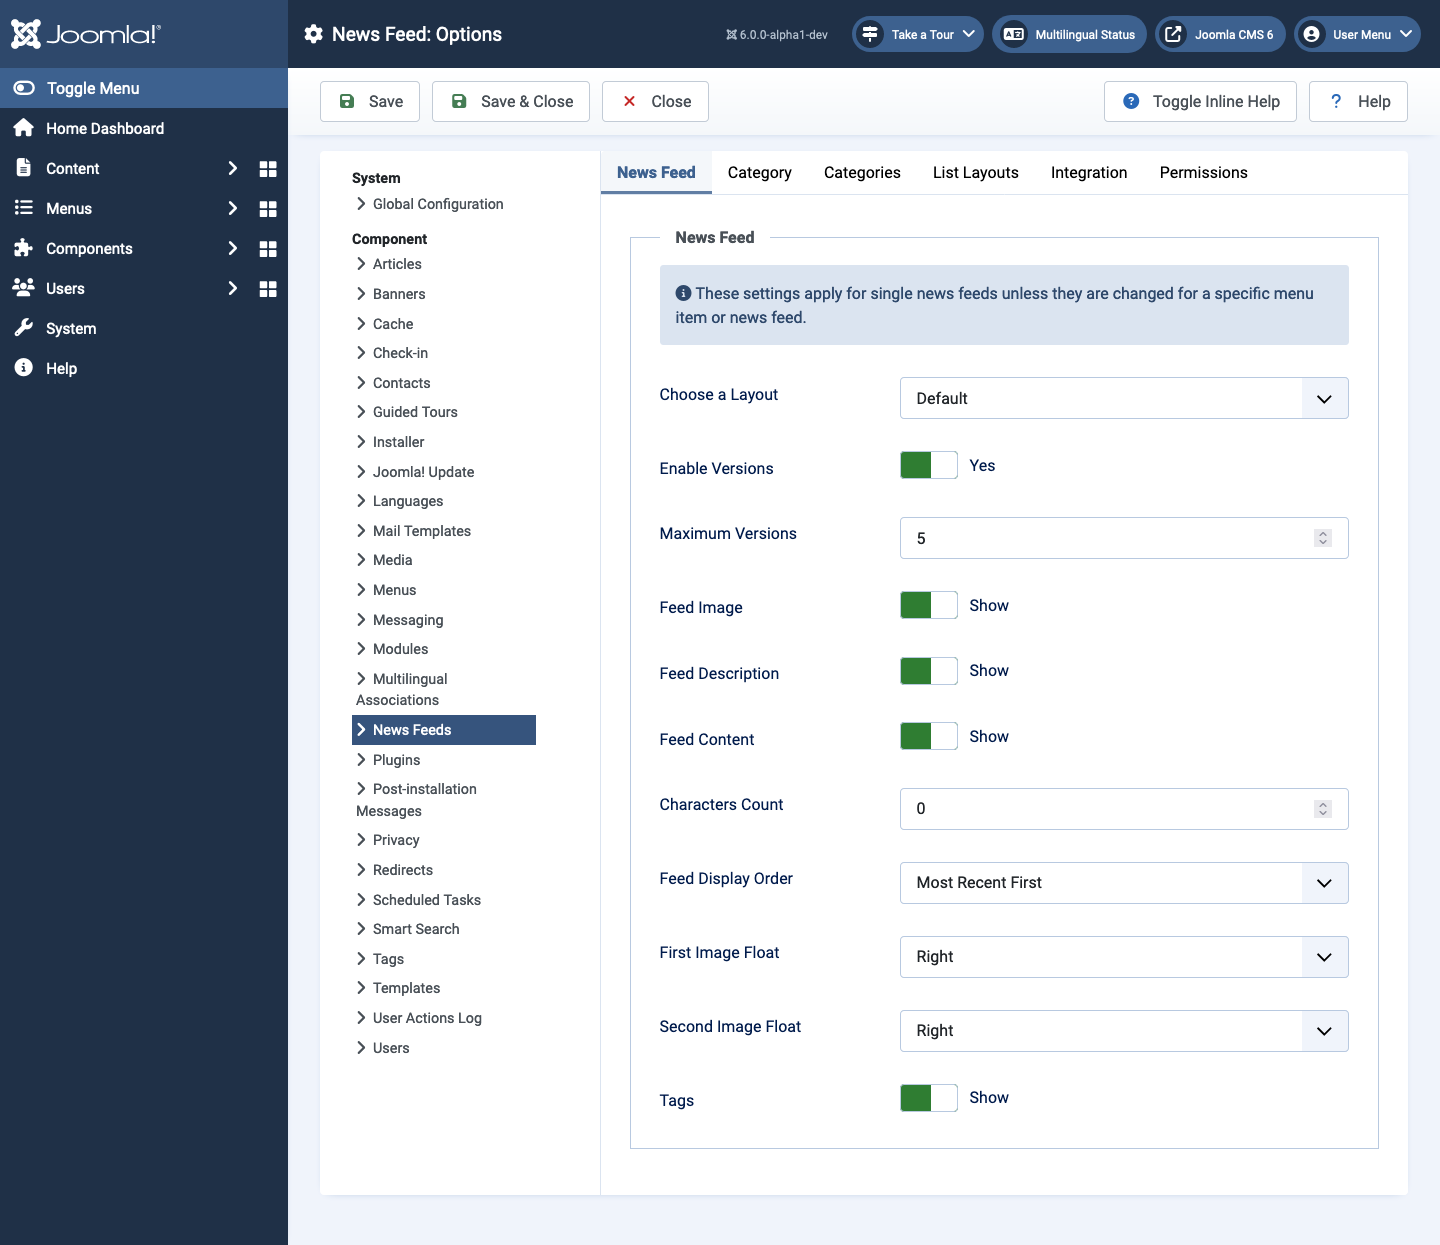 Joomla!®
News Feed: Options
6.0.0-alpha1-dev
Take a Tour
Multilingual Status
Joomla CMS 6
User Menu
Toggle Menu
Home Dashboard
Content
Menus
Components
Users
System
Help
Save
Save & Close
Close
Toggle Inline Help
Help
System
Global Configuration
Component
Articles
Banners
Cache
Check-in
Contacts
Guided Tours
Installer
Joomla! Update
Languages
Mail Templates
Media
Menus
Messaging
Modules
Multilingual
Associations
News Feeds
Plugins
Post-installation
Messages
Privacy
Redirects
Scheduled Tasks
Smart Search
Tags
Templates
User Actions Log
Users
News Feed
Category
Categories
List Layouts
Integration
Permissions
News Feed
These settings apply for single news feeds unless they are changed for a specific menu
item or news feed.
Choose a Layout
Default
Enable Versions
Yes
Maximum Versions
5
Feed Image
Show
Feed Description
Show
Feed Content
Show
Characters Count
0
Feed Display Order
Most Recent First
First Image Float
Right
Second Image Float
Right
Tags
Show